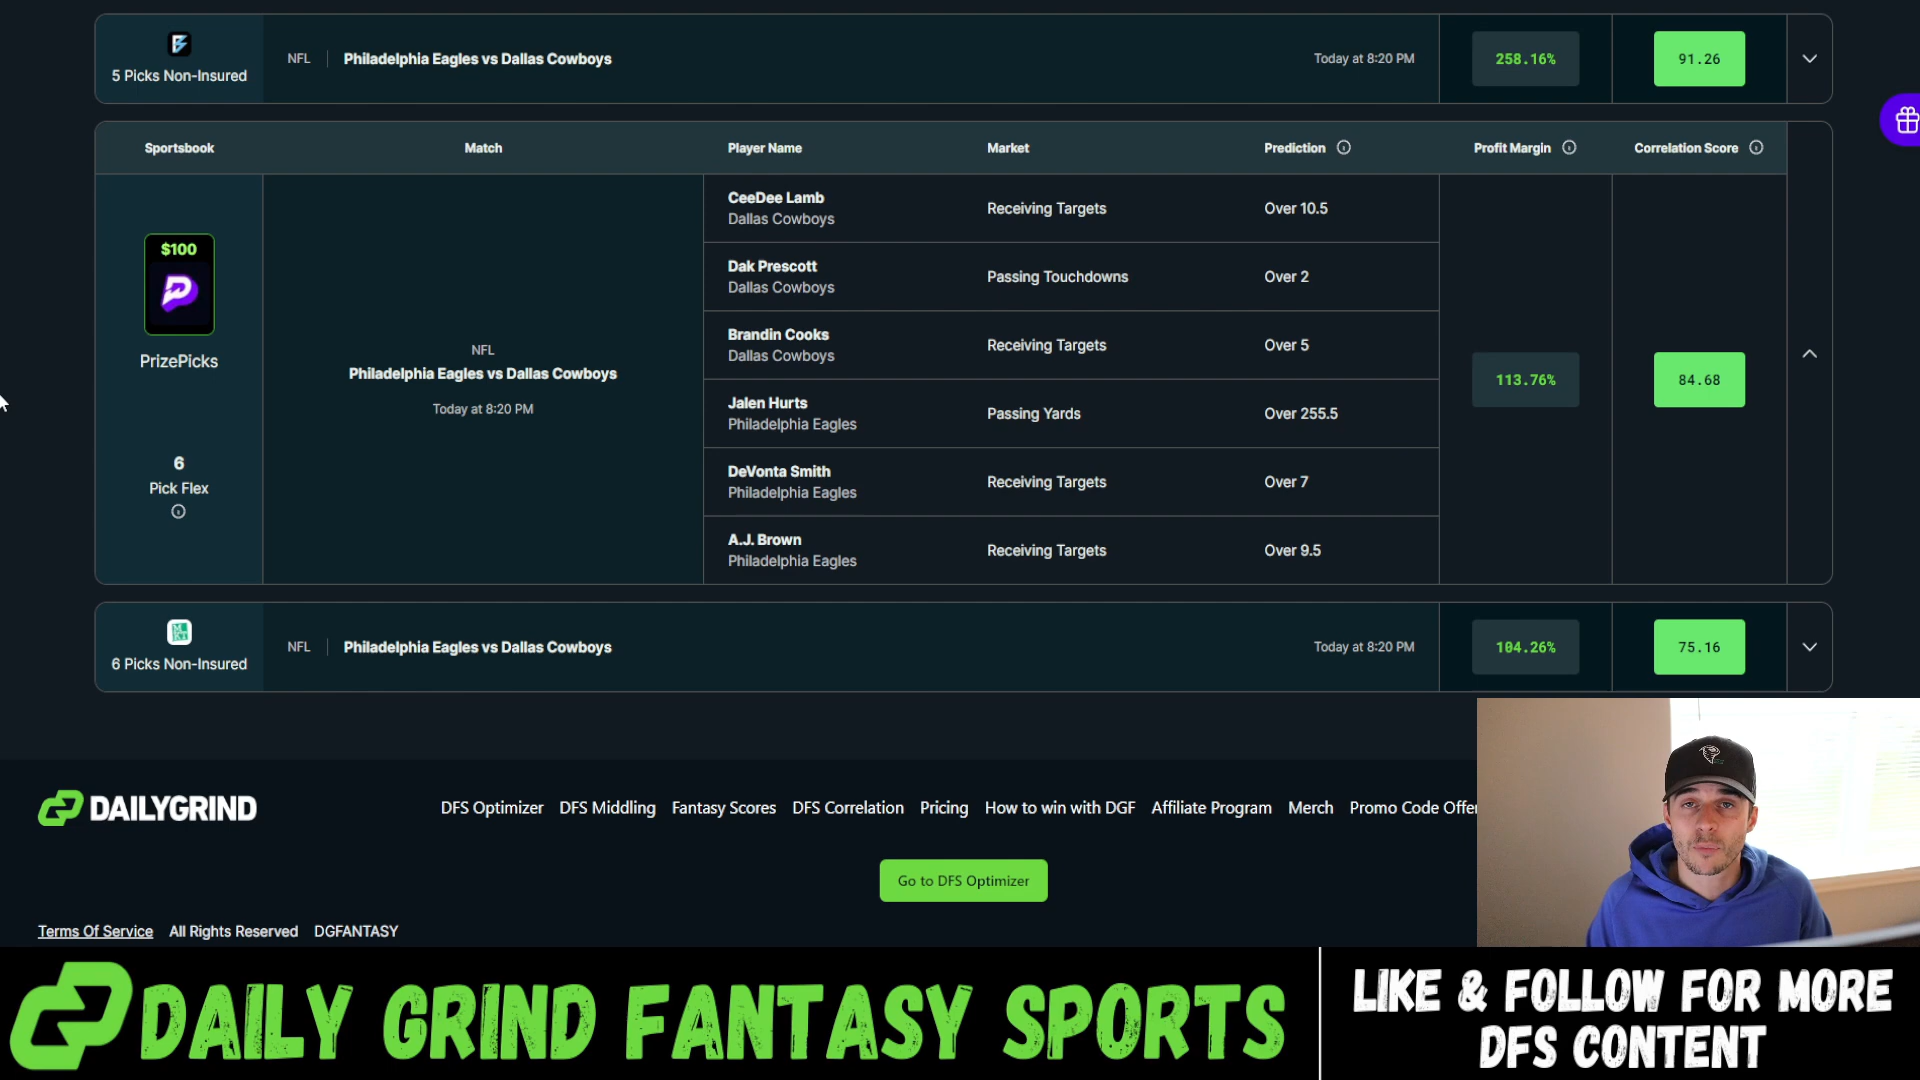 5 Picks Non-Insured
NFL
Philadelphia Eagles vs Dallas Cowboys
Today at 8:20 PM
258.16%
91.26
Sportsbook
Match
Player Name
Market
Prediction
Profit Margin
Correlation Score
$100
PrizePicks
6
Pick Flex
NFL
Philadelphia Eagles vs Dallas Cowboys
Today at 8:20 PM
CeeDee Lamb
Dallas Cowboys
Receiving Targets
Over 10.5
Dak Prescott
Dallas Cowboys
Passing Touchdowns
Over 2
Brandin Cooks
Dallas Cowboys
Receiving Targets
Over 5
Jalen Hurts
Philadelphia Eagles
Passing Yards
Over 255.5
DeVonta Smith
Philadelphia Eagles
Receiving Targets
Over 7
A.J. Brown
Philadelphia Eagles
Receiving Targets
Over 9.5
113.76%
84.68
6 Picks Non-Insured
NFL
Philadelphia Eagles vs Dallas Cowboys
Today at 8:20 PM
104.26%
75.16
DAILYGRIND
DFS Optimizer
DFS Middling
Fantasy Scores
DFS Correlation
Pricing
How to win with DGF
Affiliate Program
Merch
Promo Code Offer
Go to DFS Optimizer
Terms Of Service
All Rights Reserved
DGFANTASY
DAILY GRIND FANTASY SPORTS
LIKE & FOLLOW FOR MORE
DFS CONTENT